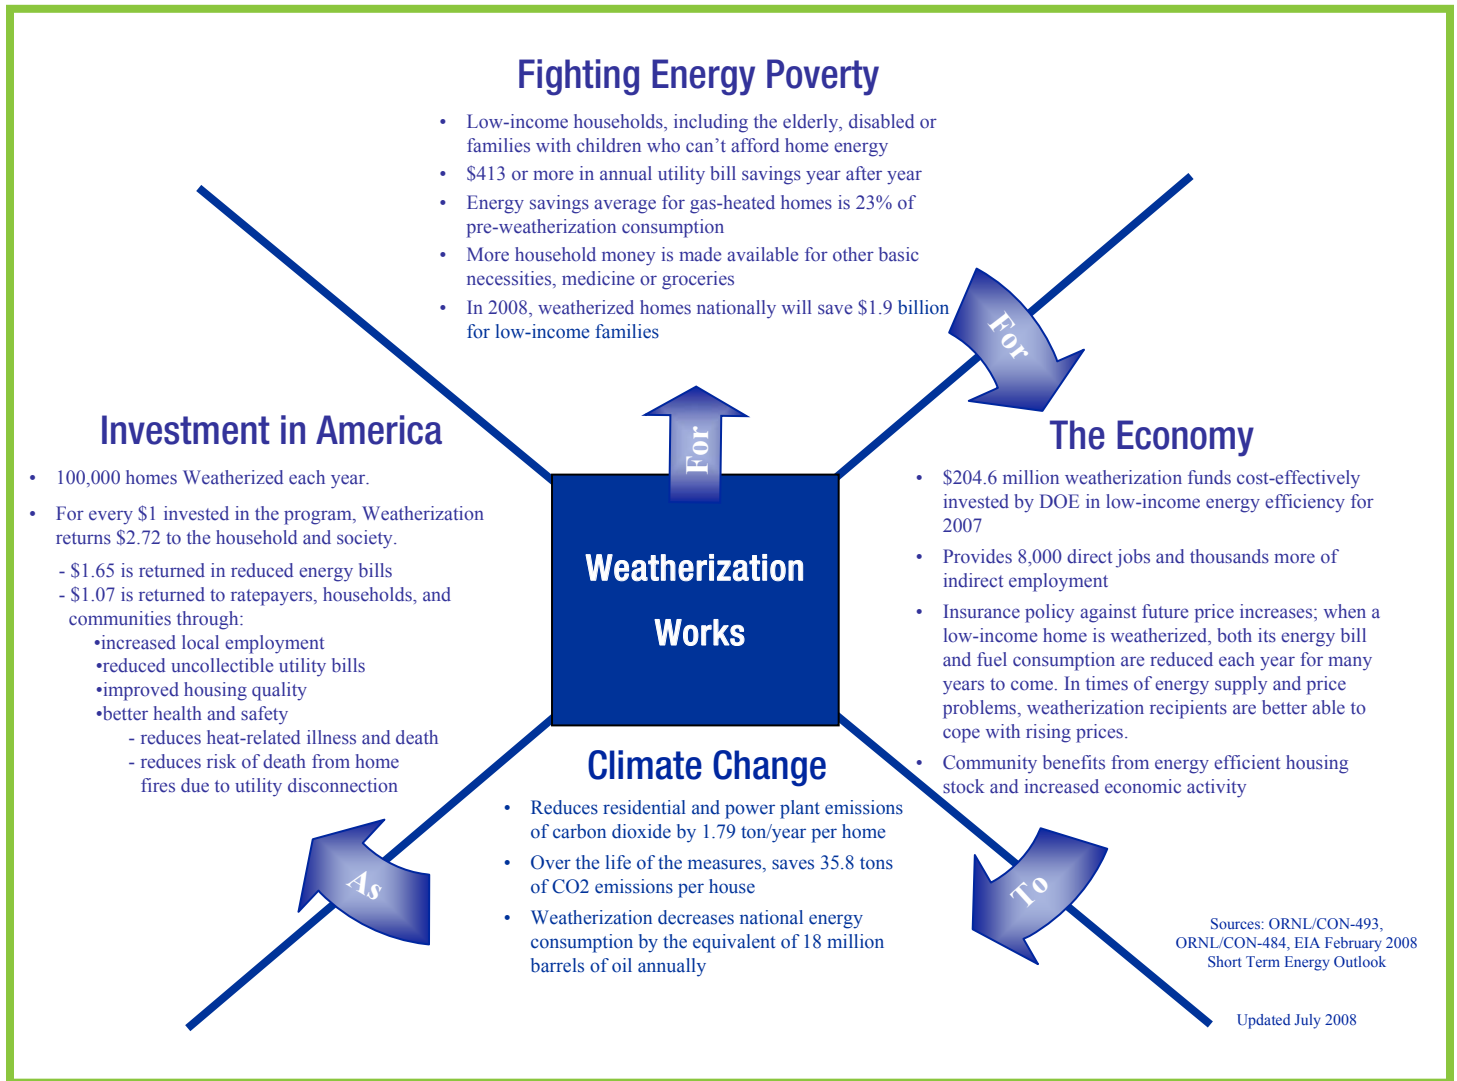 Fighting Energy Poverty
• Low-income households, including the elderly, disabled or
families with children who can't afford home energy
• $413 or more in annual utility bill savings year after year
• Energy savings average for gas-heated homes is 23% of
pre-weatherization consumption
• More household money is made available for other basic
necessities, medicine or groceries
• In 2008, weatherized homes nationally will save $1.9 billion
for low-income families
For
For
Investment in America
• 100,000 homes Weatherized each year.
• For every $1 invested in the program, Weatherization
returns $2.72 to the household and society.
- $1.65 is returned in reduced energy bills
- $1.07 is returned to ratepayers, households, and
communities through:
•increased local employment
•reduced uncollectible utility bills
•improved housing quality
•better health and safety
- reduces heat-related illness and death
- reduces risk of death from home
fires due to utility disconnection
Weatherization
Works
The Economy
• $204.6 million weatherization funds cost-effectively
invested by DOE in low-income energy efficiency for
2007
• Provides 8,000 direct jobs and thousands more of
indirect employment
• Insurance policy against future price increases; when a
low-income home is weatherized, both its energy bill
and fuel consumption are reduced each year for many
years to come. In times of energy supply and price
problems, weatherization recipients are better able to
cope with rising prices.
• Community benefits from energy efficient housing
stock and increased economic activity
As
To
Climate Change
• Reduces residential and power plant emissions
of carbon dioxide by 1.79 ton/year per home
• Over the life of the measures, saves 35.8 tons
of CO2 emissions per house
• Weatherization decreases national energy
consumption by the equivalent of 18 million
barrels of oil annually
Sources: ORNL/CON-493,
ORNL/CON-484, EIA February 2008
Short Term Energy Outlook
Updated July 2008